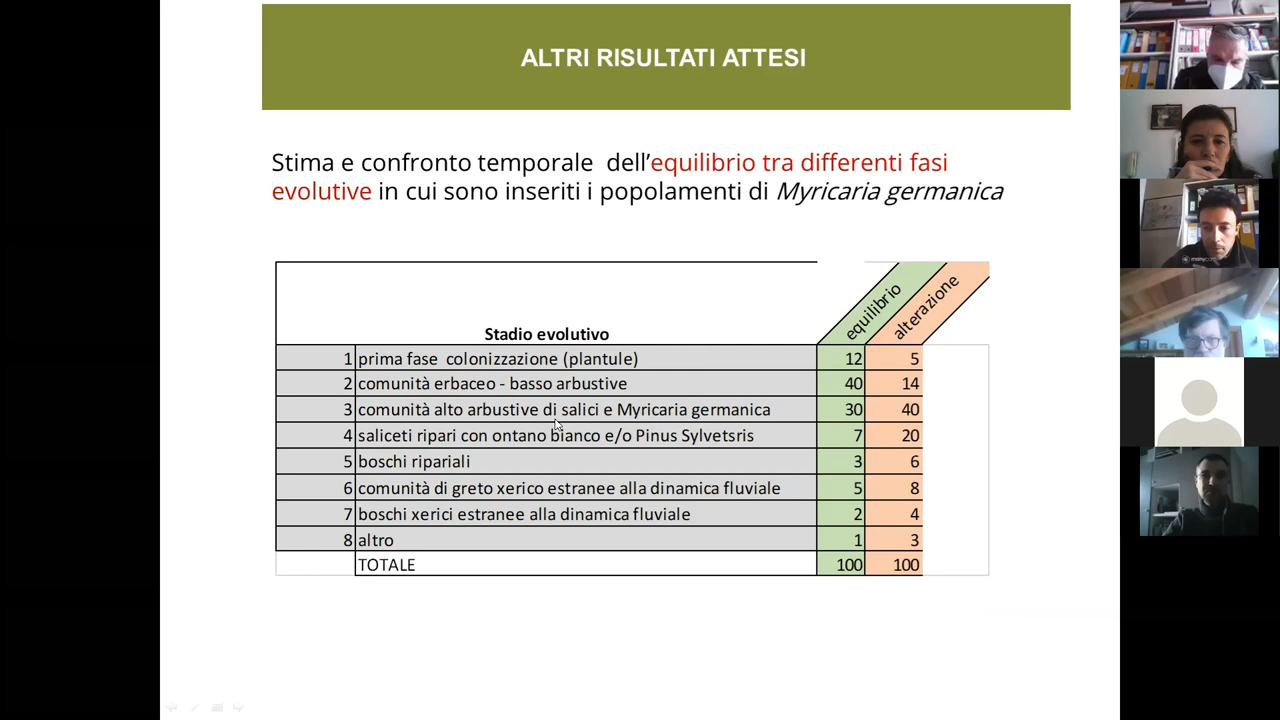 ALTRI RISULTATI ATTESI
Stima e confronto temporale dell’equilibrio tra differenti fasi
evolutive in cui sono inseriti i popolamenti di Myricaria germanica
Stadio evolutivo equilibrio alterazione
1 prima fase colonizzazione (plantule) 12 5
2 comunità erbaceo - basso arbustive 40 14
3 comunità alto arbustive di salici e Myricaria germanica 30 40
4 saliceti ripari con ontano bianco e/o Pinus Sylvetsris 7 20
5 boschi ripariali 3 6
6 comunità di greto xerico estranee alla dinamica fluviale 5 8
7 boschi xerici estranee alla dinamica fluviale 2 4
8 altro 1 3
TOTALE 100 100